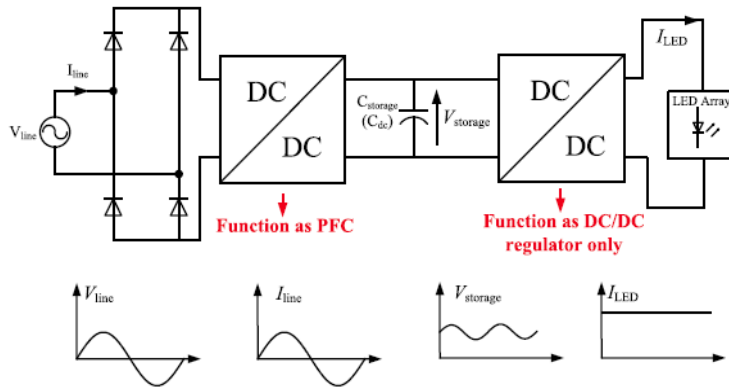 I_line
V_line
DC
DC
Function as PFC
C_storage
(C_dc)
V_storage
DC
DC
Function as DC/DC
regulator only
I_LED
LED Array
V_line
I_line
V_storage
I_LED